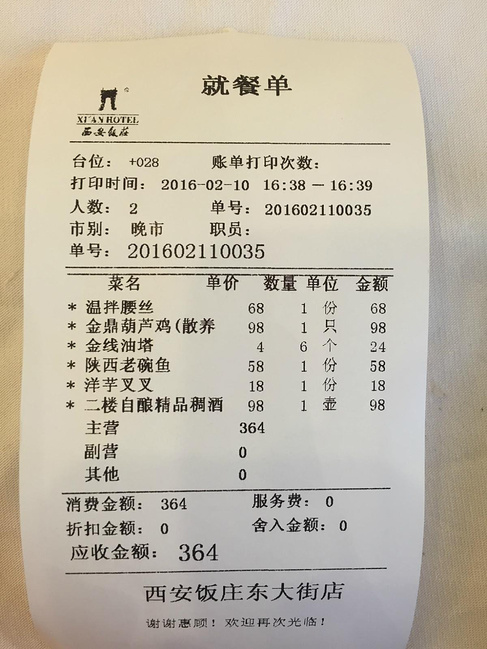 就餐单
XI'AN HOTEL
西安饭庄
台位： +028 账单打印次数：
打印时间： 2016-02-10 16:38 — 16:39
人数： 2 单号： 201602110035
市别： 晚市 职员：
单号： 201602110035
菜名 单价 数量 单位 金额
* 温拌腰丝 68 1 份 68
* 金鼎葫芦鸡(散养 98 1 只 98
* 金线油塔 4 6 个 24
* 陕西老碗鱼 58 1 份 58
* 洋芋叉叉 18 1 份 18
* 二楼自酿精品稠酒 98 1 壶 98
主营 364
副营 0
其他 0
消费金额： 364 服务费： 0
折扣金额： 0 舍入金额： 0
应收金额： 364
西安饭庄东大街店
谢谢惠顾！欢迎再次光临！